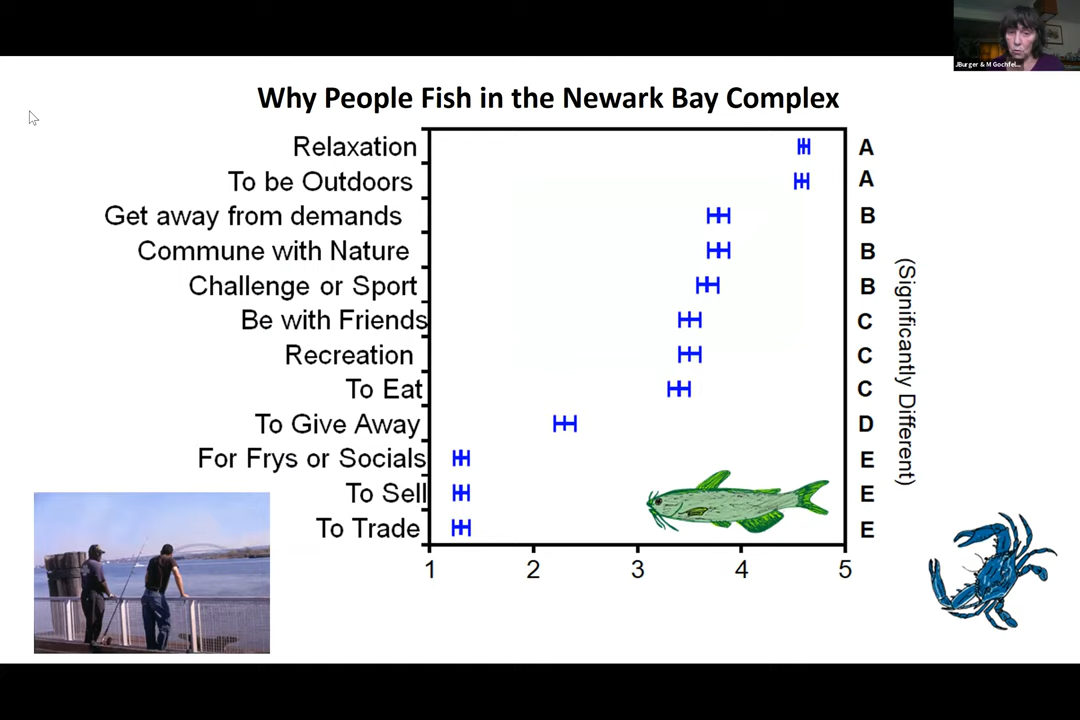 JBurger & M Gochfel...
Why People Fish in the Newark Bay Complex
Relaxation A
To be Outdoors A
Get away from demands B
Commune with Nature B
Challenge or Sport B
Be with Friends C
Recreation C
To Eat C
To Give Away D
For Frys or Socials E
To Sell E
To Trade E
(Significantly Different)
1 2 3 4 5